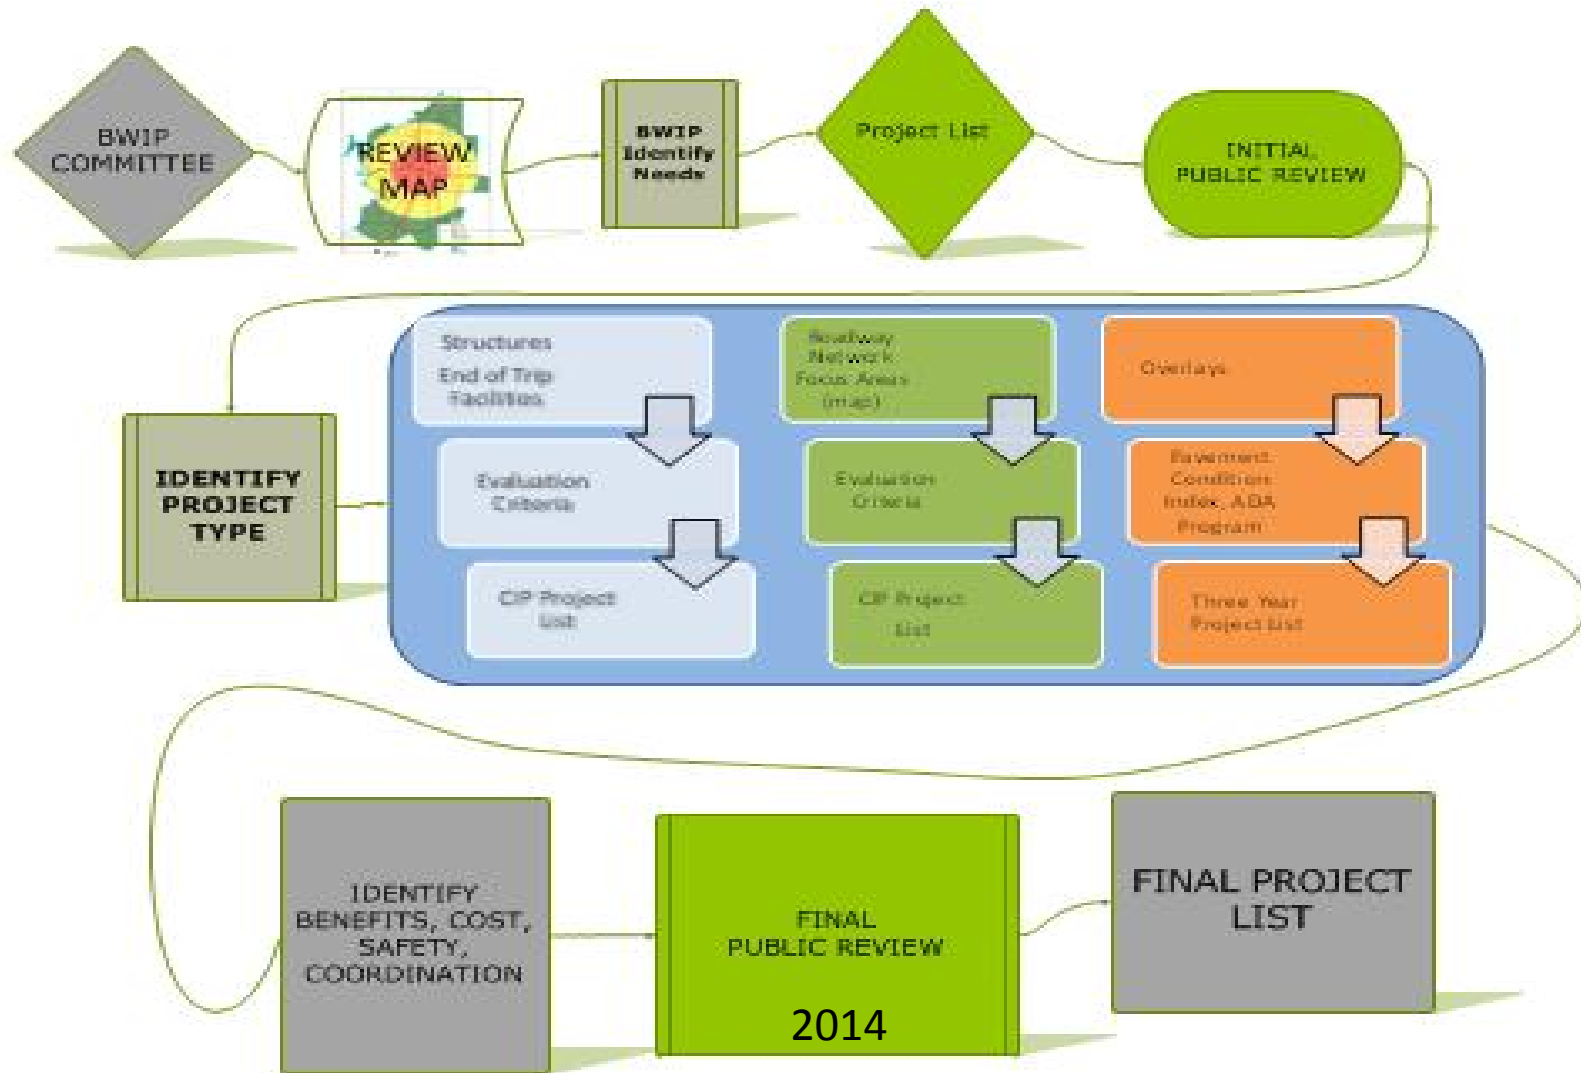 BWIP
COMMITTEE
REVIEW
MAP
BWIP
Identify
Needs
Project List
INITIAL
PUBLIC REVIEW
IDENTIFY
PROJECT
TYPE
Structures
End of Trip
Facilities
Evaluation
Criteria
CIP Project
List
Roadway
Network
Focus Areas
(map)
Evaluation
Criteria
CIP Project
List
Overlays
Pavement
Condition
Index, ADA
Program
Three Year
Project List
IDENTIFY
BENEFITS, COST,
SAFETY,
COORDINATION
FINAL
PUBLIC REVIEW
2014
FINAL PROJECT
LIST